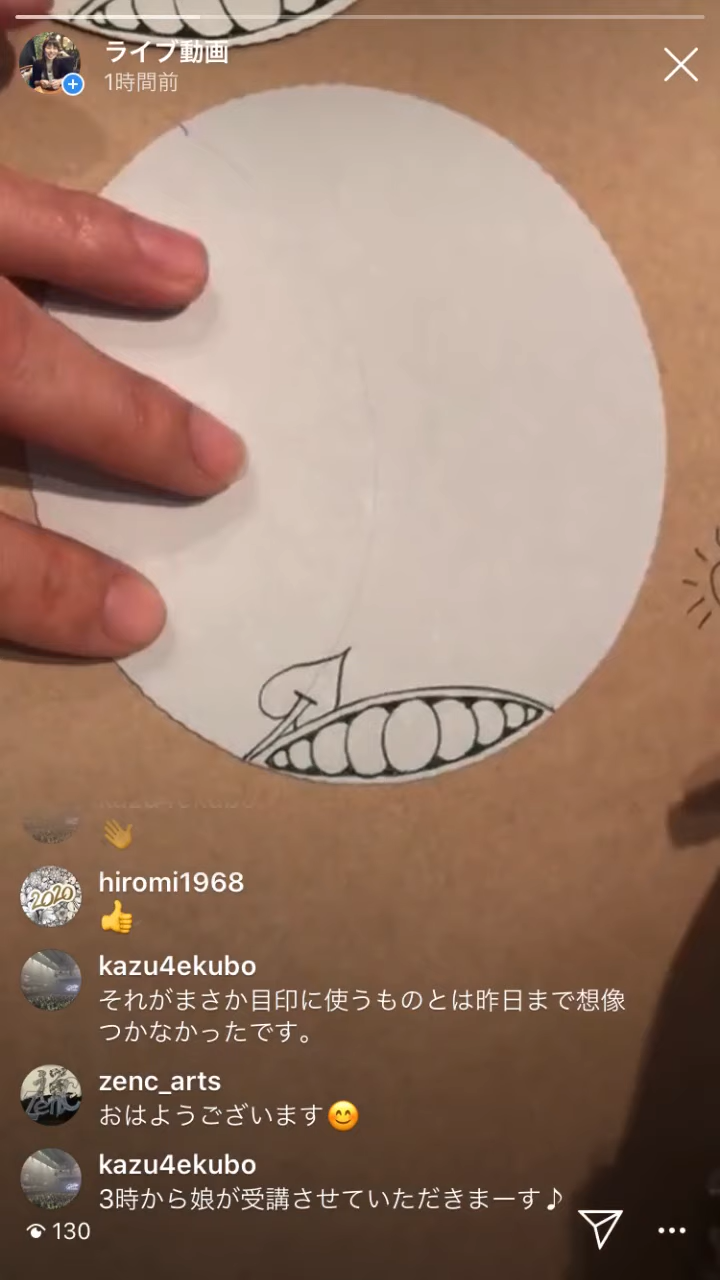 ライブ動画
1時間前
kazu4ekubo
👋
hiromi1968
👍
kazu4ekubo
それがまさか目印に使うものとは昨日まで想像
つかなかったです。
zenc_arts
おはようございます😊
kazu4ekubo
3時から娘が受講させていただきまーす♪
130